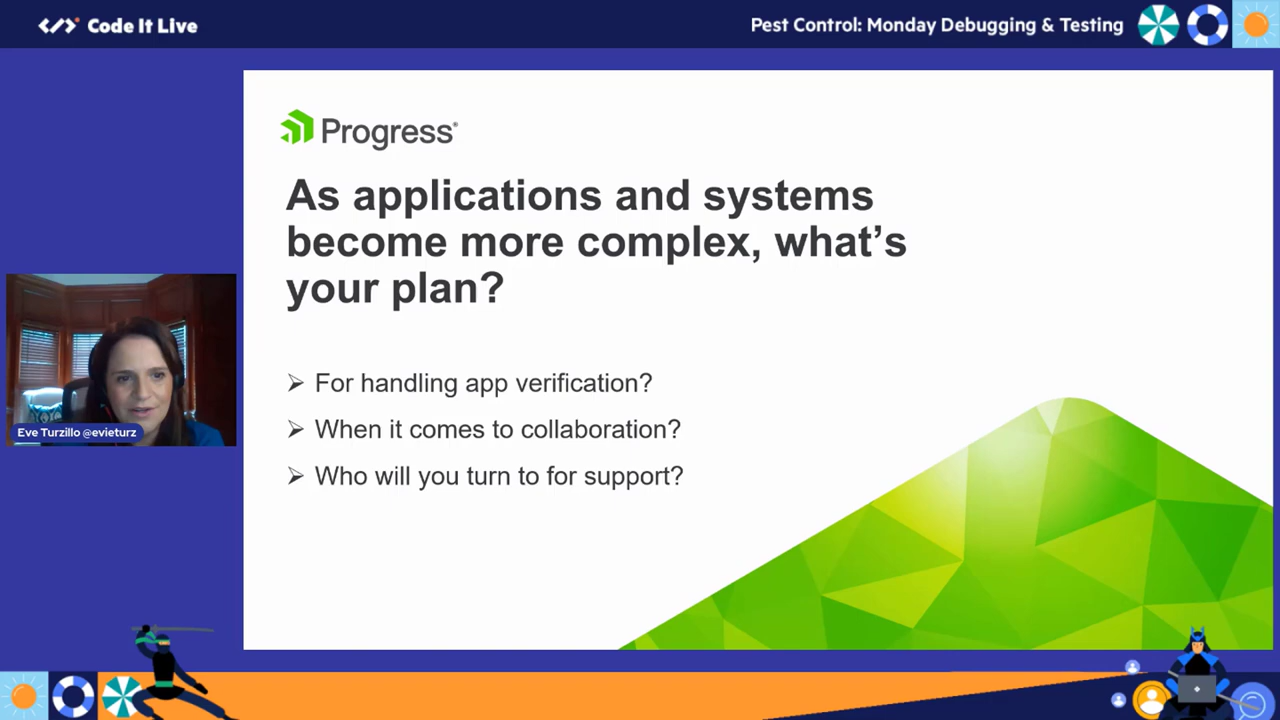 Code It Live
Pest Control: Monday Debugging & Testing
Progress®
As applications and systems
become more complex, what’s
your plan?
➢ For handling app verification?
➢ When it comes to collaboration?
➢ Who will you turn to for support?
Eve Turzillo @evieturz